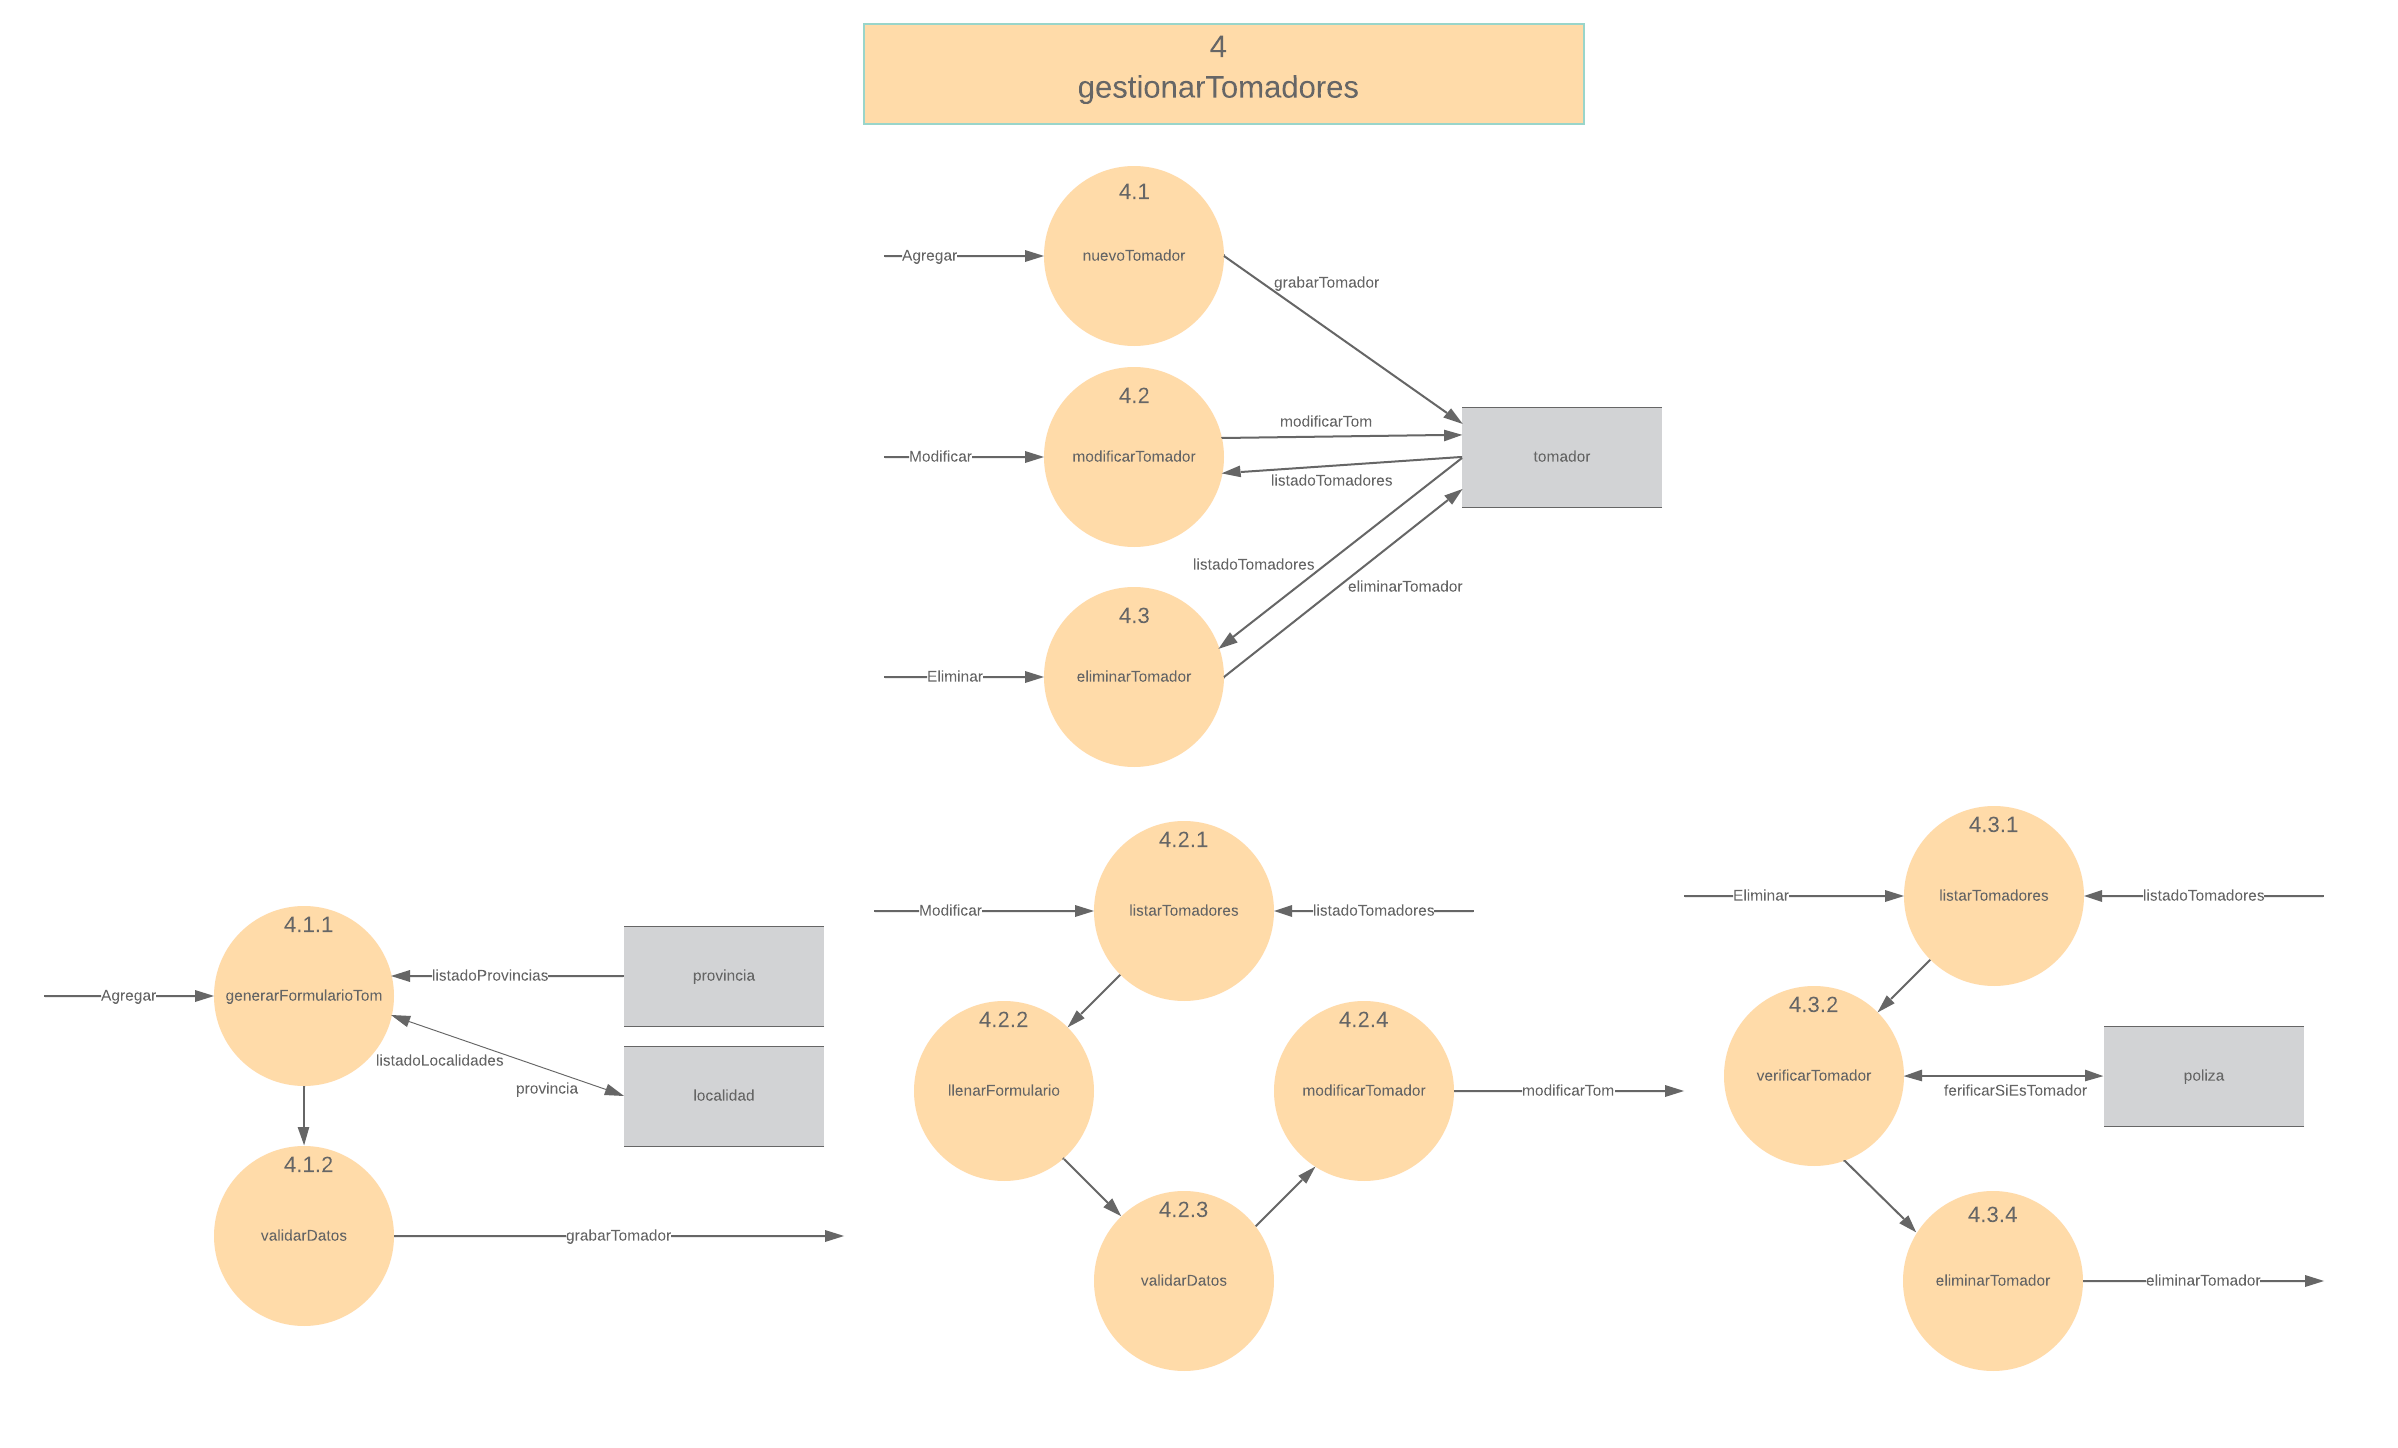 4
gestionarTomadores
4.1
nuevoTomador
Agregar
grabarTomador
4.2
modificarTomador
Modificar
modificarTom
listadoTomadores
tomador
listadoTomadores
eliminarTomador
4.3
eliminarTomador
Eliminar
4.1.1
generarFormularioTom
Agregar
listadoProvincias
provincia
listadoLocalidades
provincia
localidad
4.1.2
validarDatos
grabarTomador
4.2.1
listarTomadores
Modificar
listadoTomadores
4.2.2
llenarFormulario
4.2.4
modificarTomador
modificarTom
4.2.3
validarDatos
4.3.1
listarTomadores
Eliminar
listadoTomadores
4.3.2
verificarTomador
ferificarSiEsTomador
poliza
4.3.4
eliminarTomador
eliminarTomador